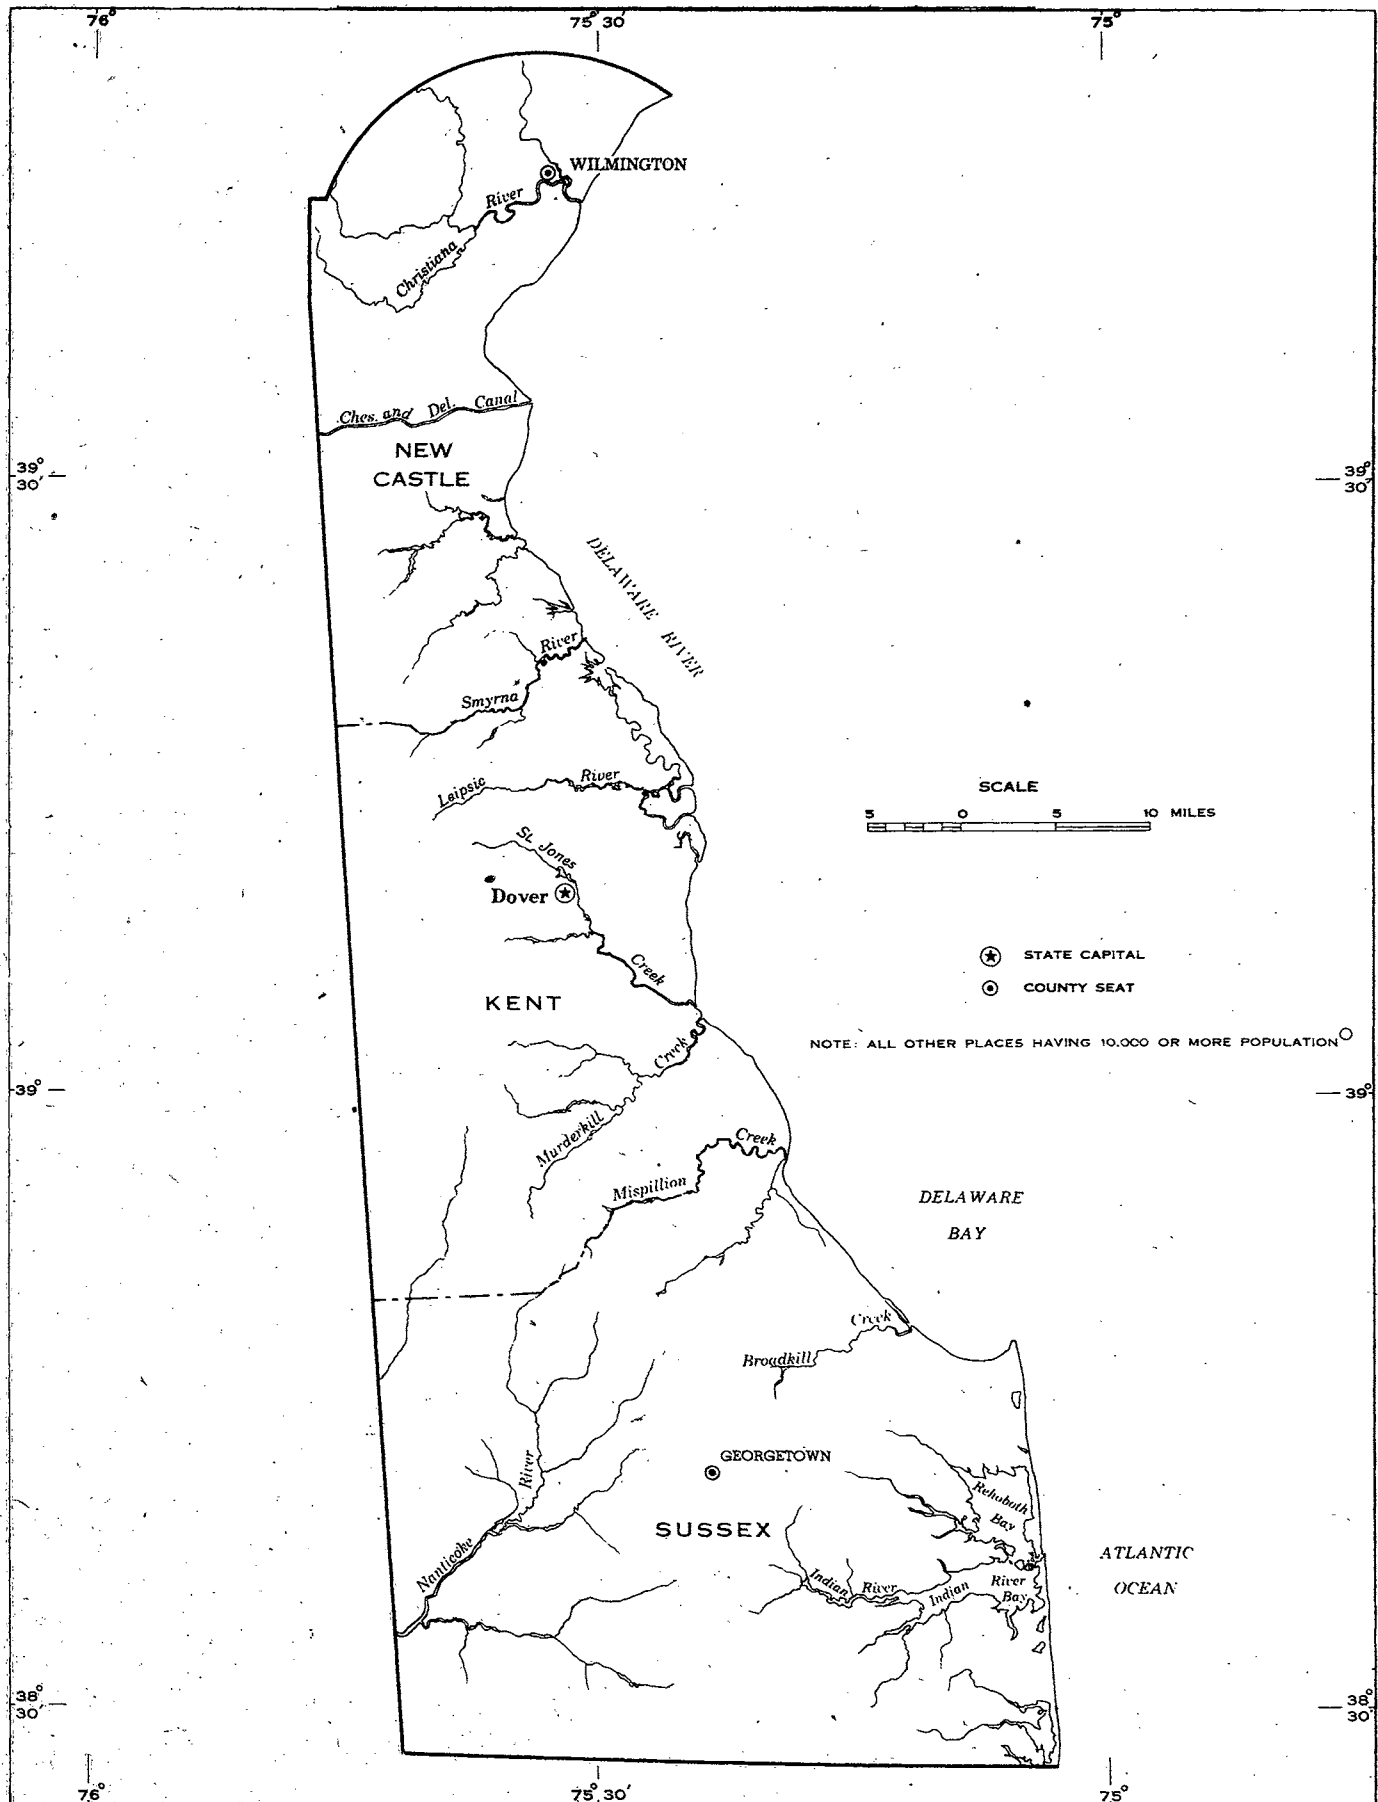 76°
75° 30'
75°
WILMINGTON
River
Christiana
Ches. and Del. Canal
NEW
CASTLE
39°
30'
39°
30'
DELAWARE RIVER
River
Smyrna
River
Leipsic
SCALE
5 0 5 10 MILES
St. Jones
Dover
STATE CAPITAL
Creek
COUNTY SEAT
KENT
NOTE: ALL OTHER PLACES HAVING 10.000 OR MORE POPULATION
Creek
39°
39°
Murderkill
Creek
Mispillion
DELAWARE
BAY
Creek
Broadkill
GEORGETOWN
River
Rehoboth
Bay
SUSSEX
Nanticoke
ATLANTIC
OCEAN
Indian River
Indian River
Bay
38°
30'
38°
30'
76°
75° 30'
75°